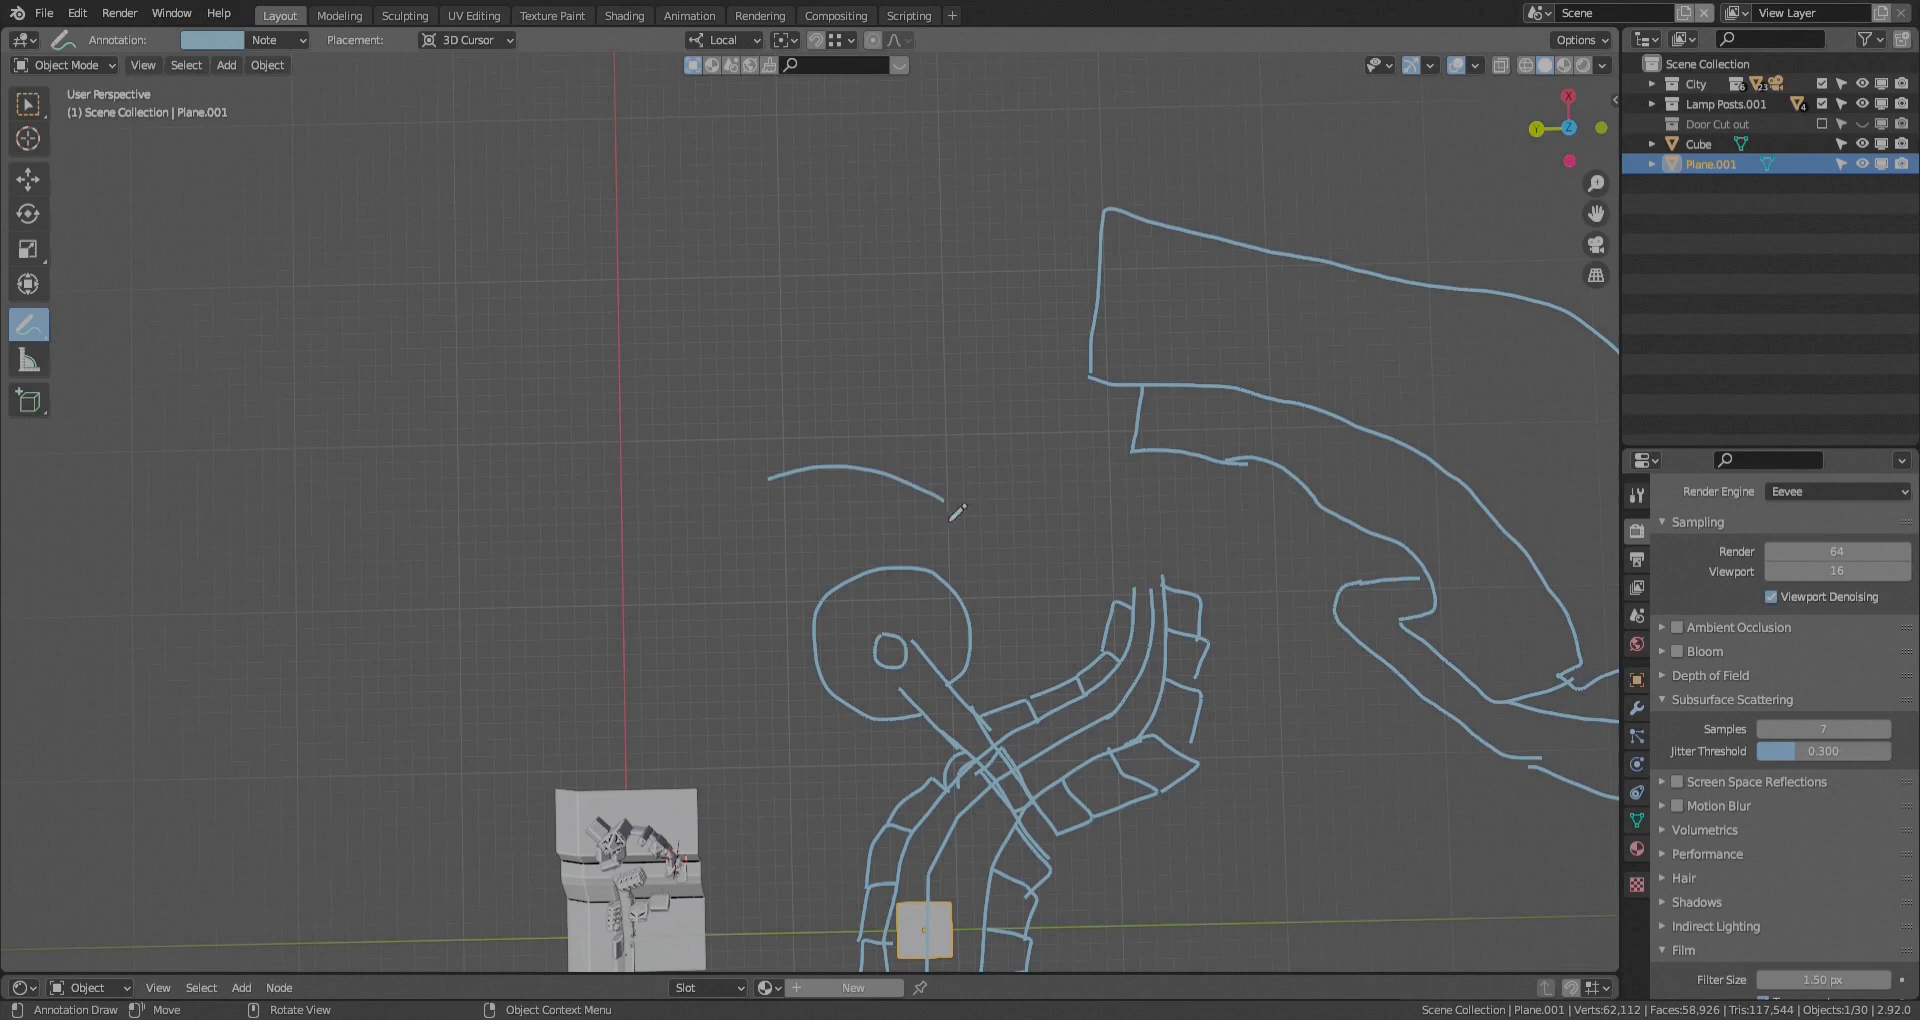 File Edit Render Window Help Layout Modeling Sculpting UV Editing Texture Paint Shading Animation Rendering Compositing Scripting + Scene View Layer
Annotation: Note Placement: 3D Cursor Local Options
Object Mode View Select Add Object
User Perspective
(1) Scene Collection | Plane.001
X
Y
Z
Scene Collection
City 6 23
Lamp Posts.001 4
Door Cut out
Cube
Plane.001
Render Engine Eevee
Sampling
Render 64
Viewport 16
Viewport Denoising
Ambient Occlusion
Bloom
Depth of Field
Subsurface Scattering
Samples 7
Jitter Threshold 0.300
Screen Space Reflections
Motion Blur
Volumetrics
Performance
Hair
Shadows
Indirect Lighting
Film
Filter Size 1.50 px
Object View Select Add Node Slot + New
Annotation Draw Move Rotate View Object Context Menu Scene Collection | Plane.001 | Verts:62,112 | Faces:58,926 | Tris:117,544 | Objects:1/30 | 2.92.0